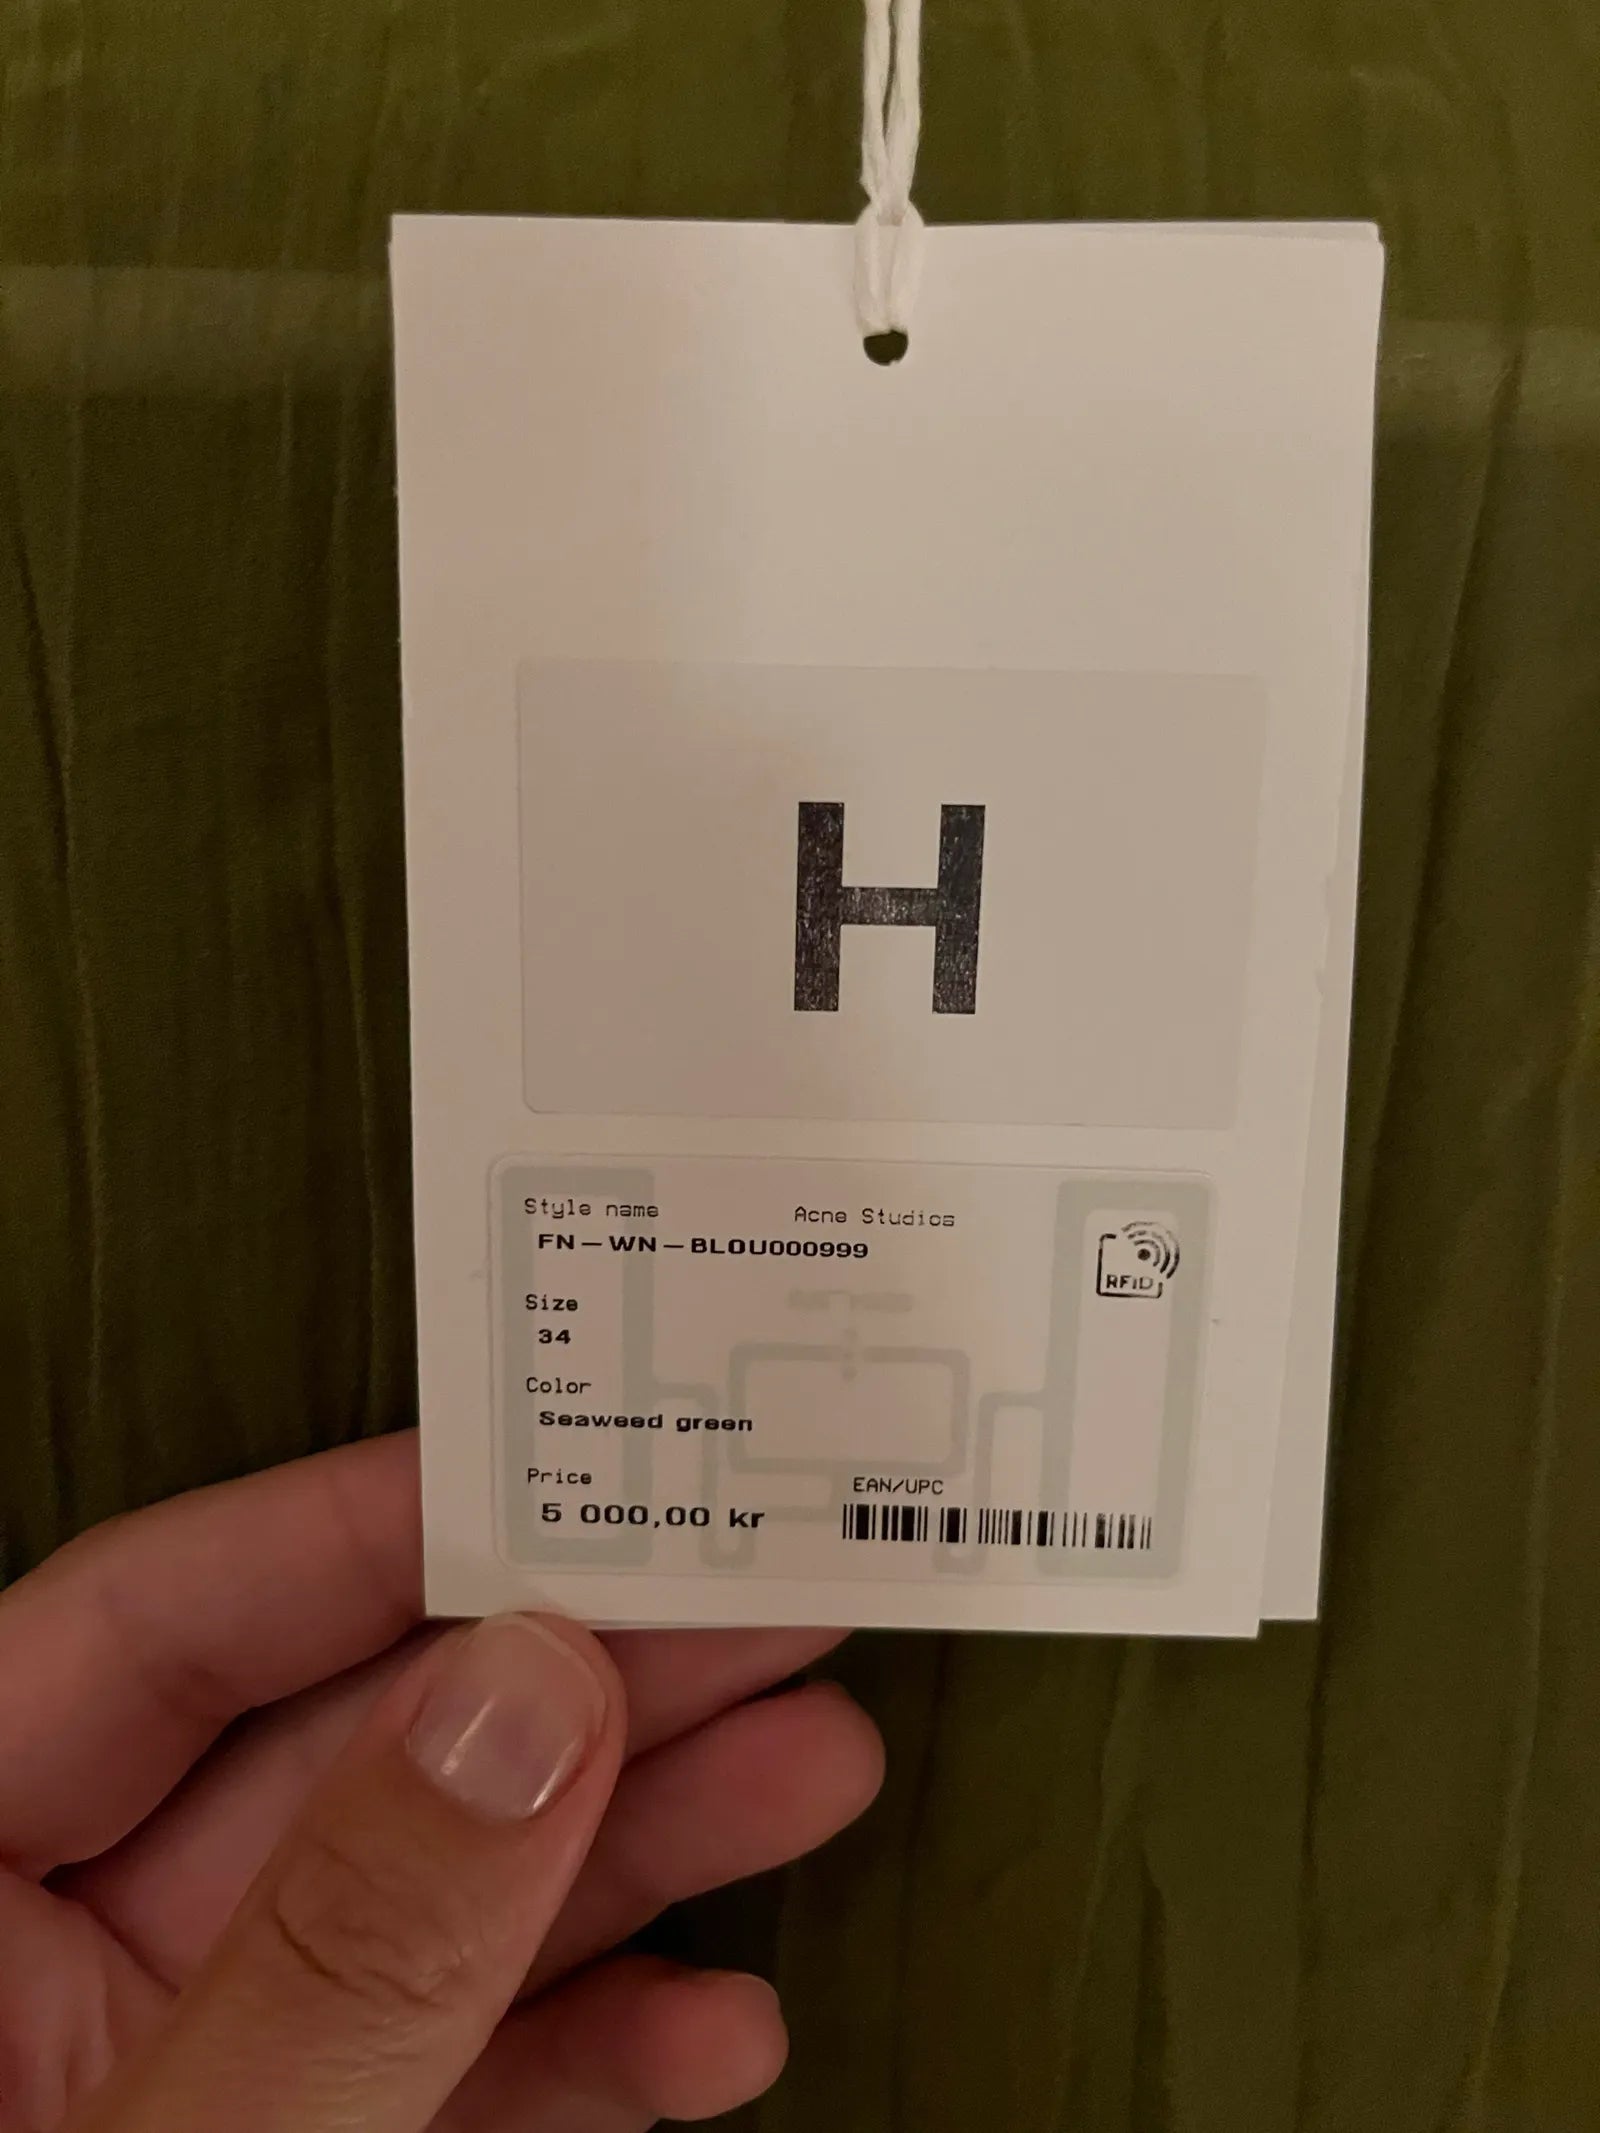 H
Style name Acne Studios
FN-WN-BLOU000999
RFID
Size
34
Color
Seaweed green
Price
EAN/UPC
5 000,00 kr